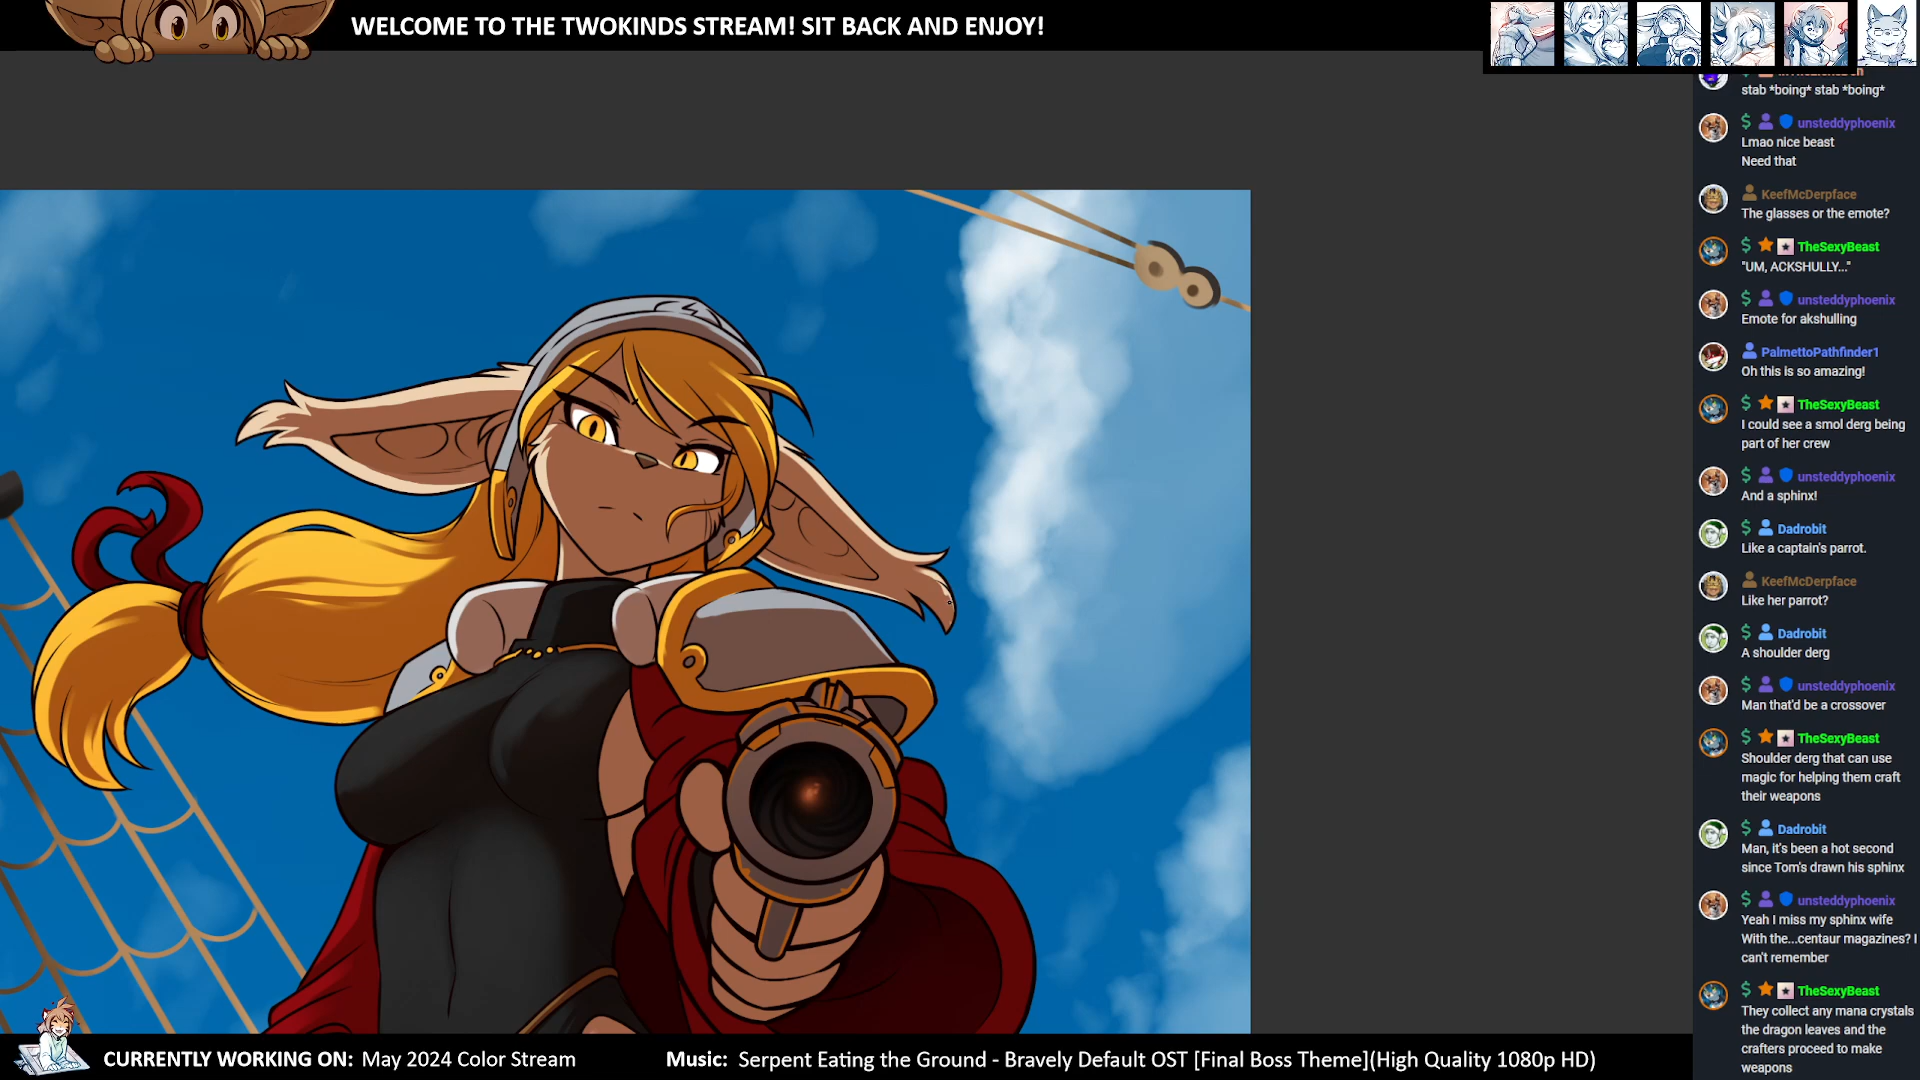 WELCOME TO THE TWOKINDS STREAM! SIT BACK AND ENJOY!
stab *boing* stab *boing*
unsteddyphoenix
Lmao nice beast
Need that
KeefMcDerpface
The glasses or the emote?
TheSexyBeast
"UM, ACKSHULLY..."
unsteddyphoenix
Emote for akshulling
PalmettoPathfinder1
Oh this is so amazing!
TheSexyBeast
I could see a smol derg being
part of her crew
unsteddyphoenix
And a sphinx!
Dadrobit
Like a captain's parrot.
KeefMcDerpface
Like her parrot?
Dadrobit
A shoulder derg
unsteddyphoenix
Man that'd be a crossover
TheSexyBeast
Shoulder derg that can use
magic for helping them craft
their weapons
Dadrobit
Man, it's been a hot second
since Tom's drawn his sphinx
unsteddyphoenix
Yeah I miss my sphinx wife
With the...centaur magazines? I
can't remember
TheSexyBeast
They collect any mana crystals
the dragon leaves and the
crafters proceed to make
weapons
CURRENTLY WORKING ON: May 2024 Color Stream
Music: Serpent Eating the Ground - Bravely Default OST [Final Boss Theme](High Quality 1080p HD)